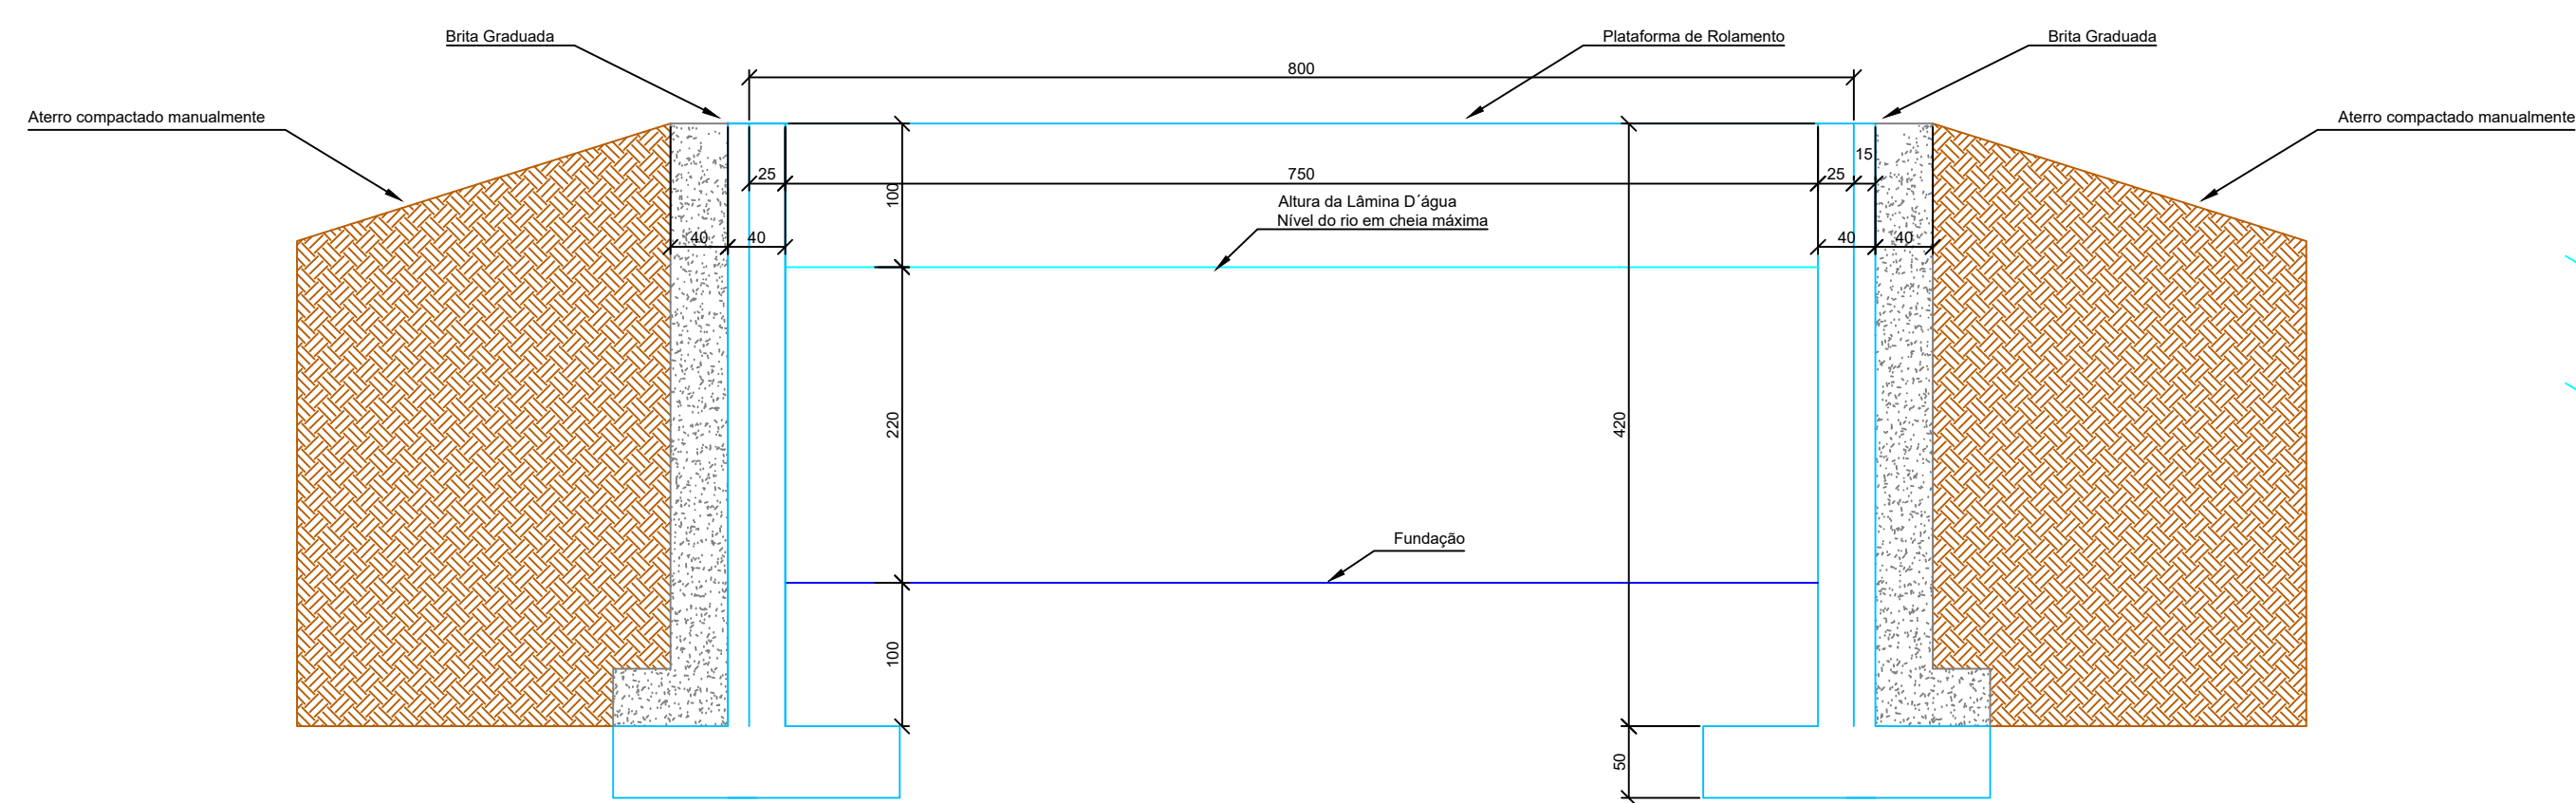 Brita Graduada
Plataforma de Rolamento
Brita Graduada
800
Aterro compactado manualmente
Aterro compactado manualmente
15
25
750
25
100
Altura da Lâmina D´água
Nível do rio em cheia máxima
40
40
40
40
220
420
Fundação
100
50